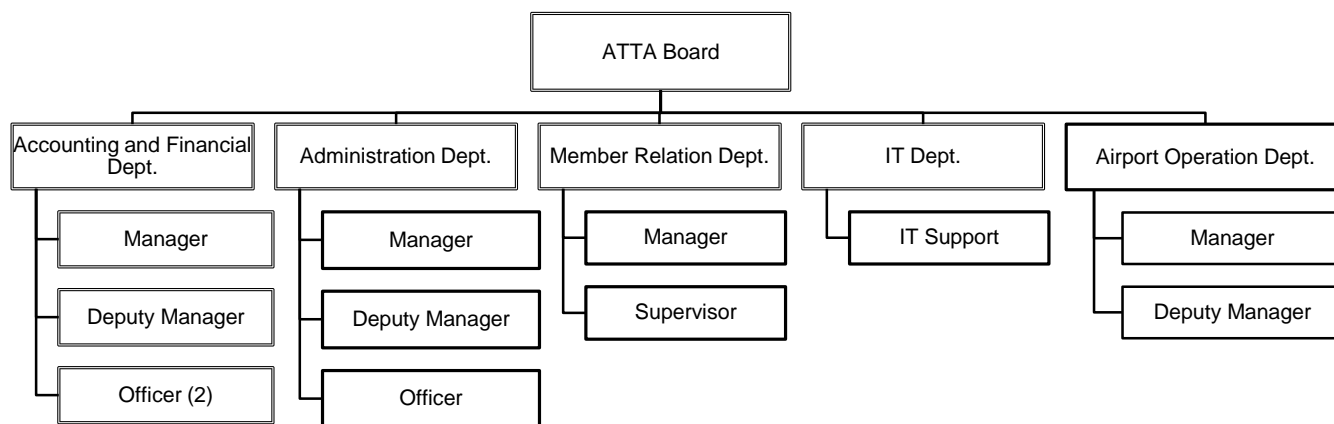 ATTA Board
Accounting and Financial
Dept.
Administration Dept.
Member Relation Dept.
IT Dept.
Airport Operation Dept.
Manager
Manager
Manager
IT Support
Manager
Deputy Manager
Deputy Manager
Supervisor
Deputy Manager
Officer (2)
Officer